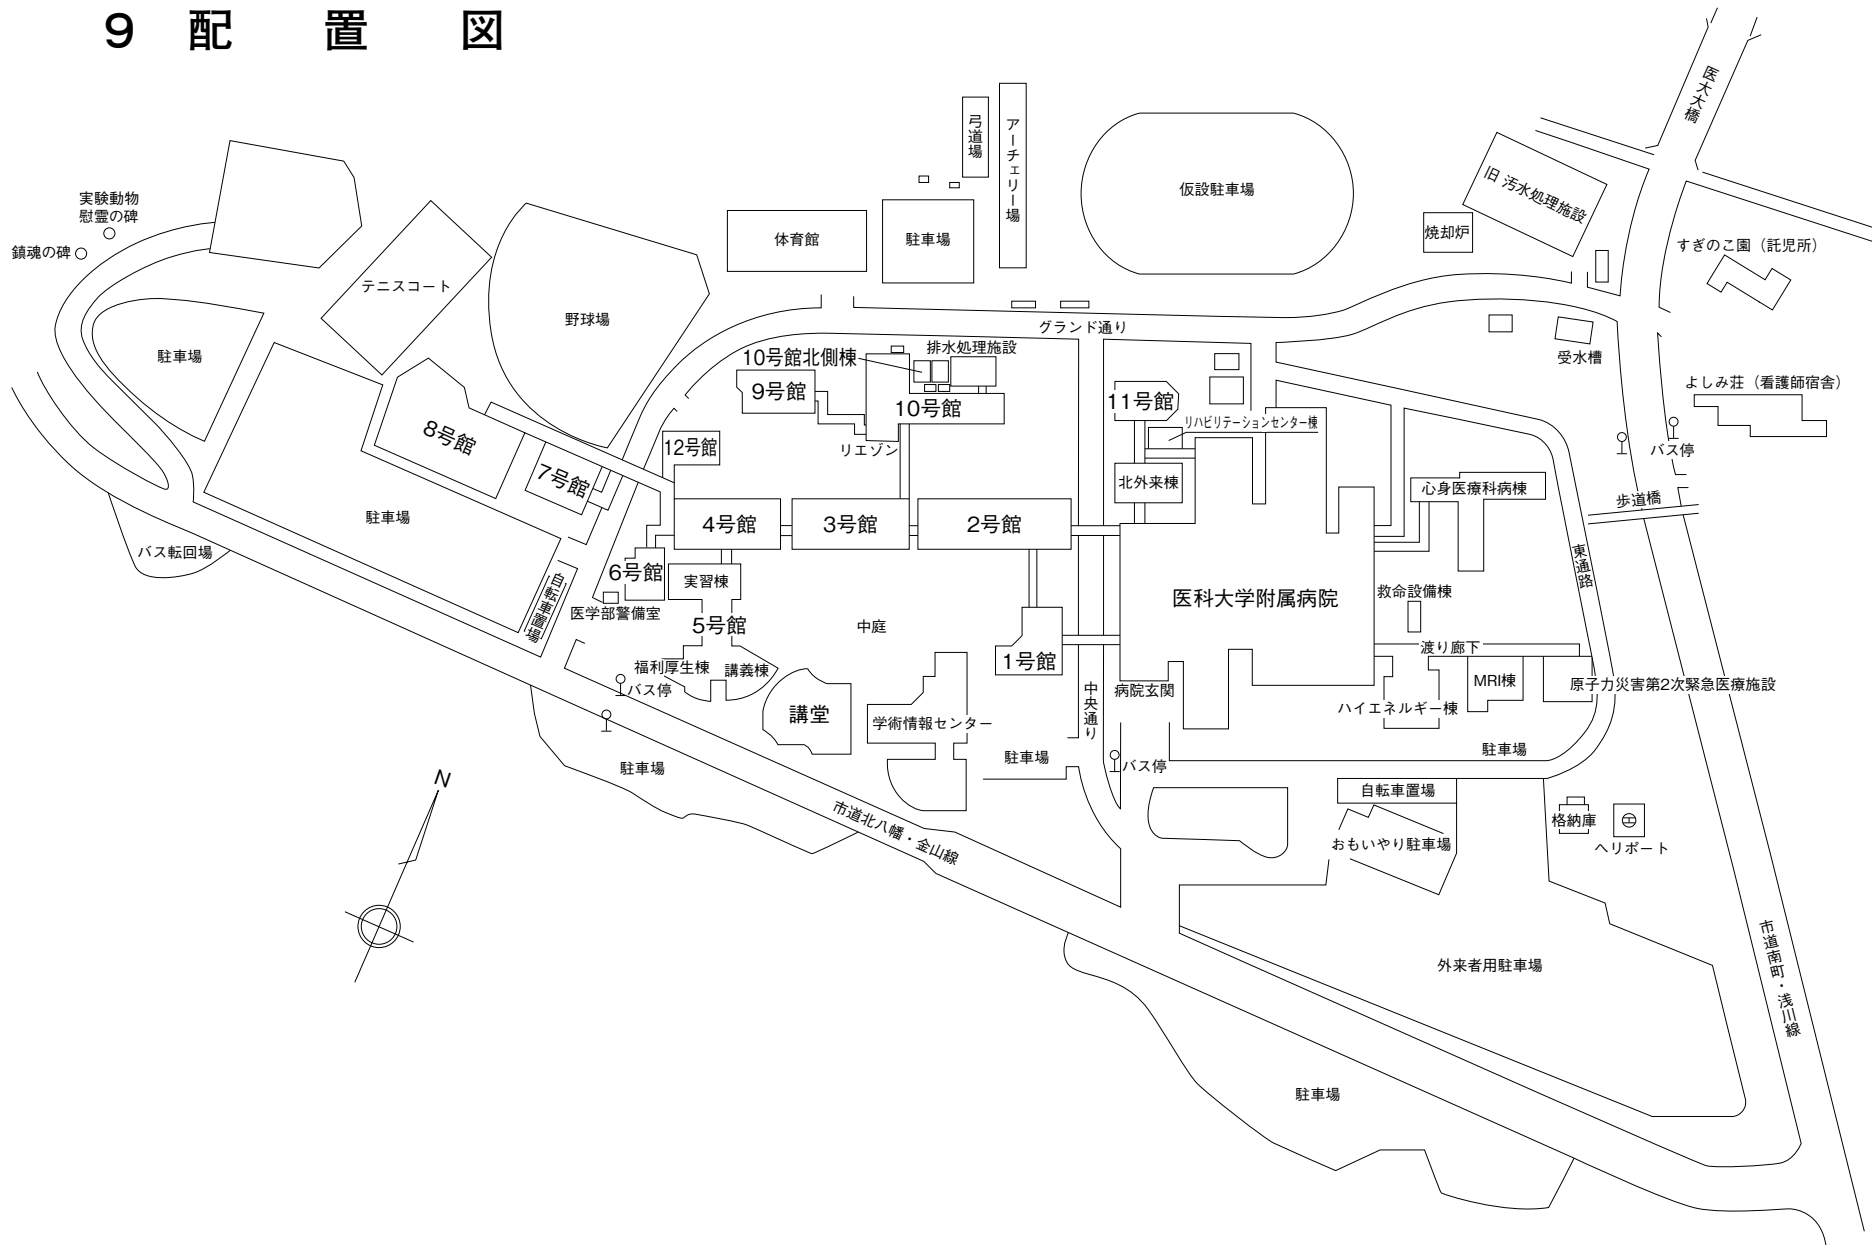 9 配置図
医大大橋
弓道場
アーチェリー場
仮設駐車場
旧 汚水処理施設
焼却炉
すぎのこ園（託児所）
実験動物
慰霊の碑
鎮魂の碑
体育館
駐車場
テニスコート
野球場
グランド通り
駐車場
10号館北側棟
排水処理施設
受水槽
9号館
10号館
11号館
よしみ荘（看護師宿舎）
リハビリテーションセンター棟
8号館
12号館
リエゾン
バス停
7号館
北外来棟
心身医療科病棟
歩道橋
駐車場
4号館
3号館
2号館
バス転回場
東通路
6号館
実習棟
自転車置場
医学部警備室
医科大学附属病院
救命設備棟
5号館
中庭
1号館
渡り廊下
福利厚生棟
講義棟
バス停
MRI棟
原子力災害第2次緊急医療施設
病院玄関
中央通り
ハイエネルギー棟
講堂
学術情報センター
駐車場
駐車場
駐車場
バス停
N
自転車置場
市道北八幡・金山線
格納庫
おもいやり駐車場
ヘリポート
外来者用駐車場
市道南町・浅川線
駐車場